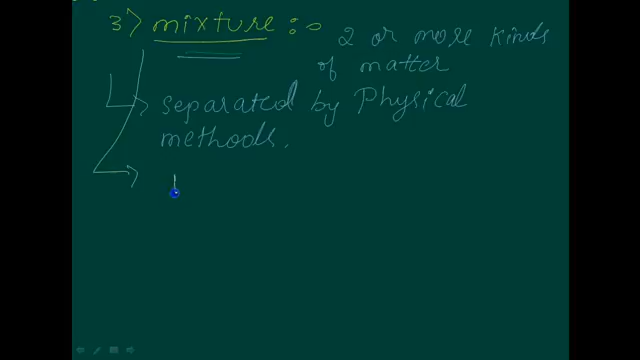 3> mixture :- 2 or more kinds
of matter
→ separated by Physical
methods.
→